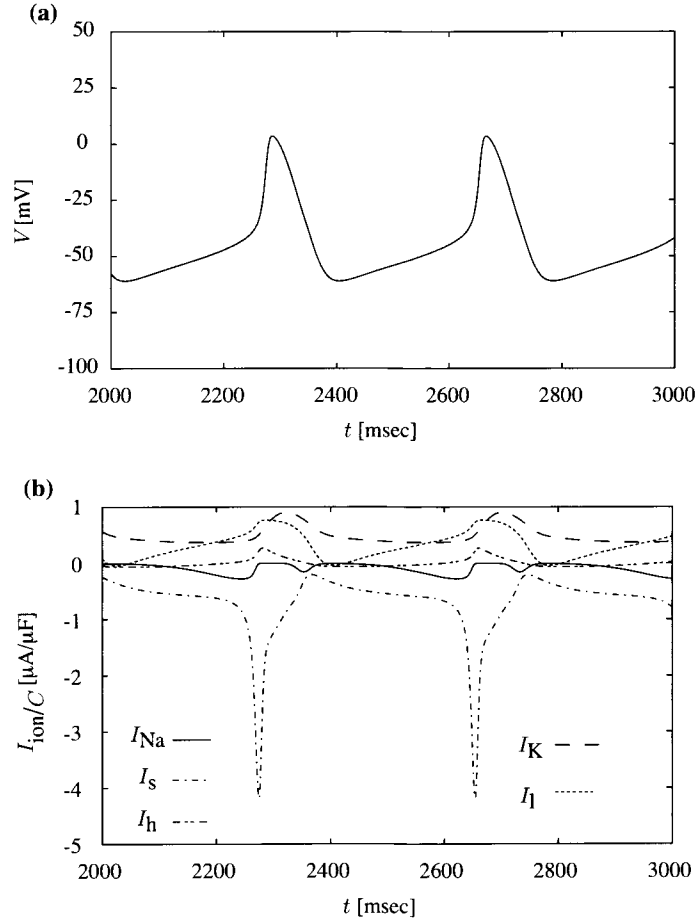 (a)
50
25
0
-25
-50
-75
-100
V [mV]
2000 2200 2400 2600 2800 3000
t [msec]
(b)
1
0
-1
-2
-3
-4
-5
I_ion/C [μA/μF]
I_Na
I_s
I_h
I_K
I_l
2000 2200 2400 2600 2800 3000
t [msec]